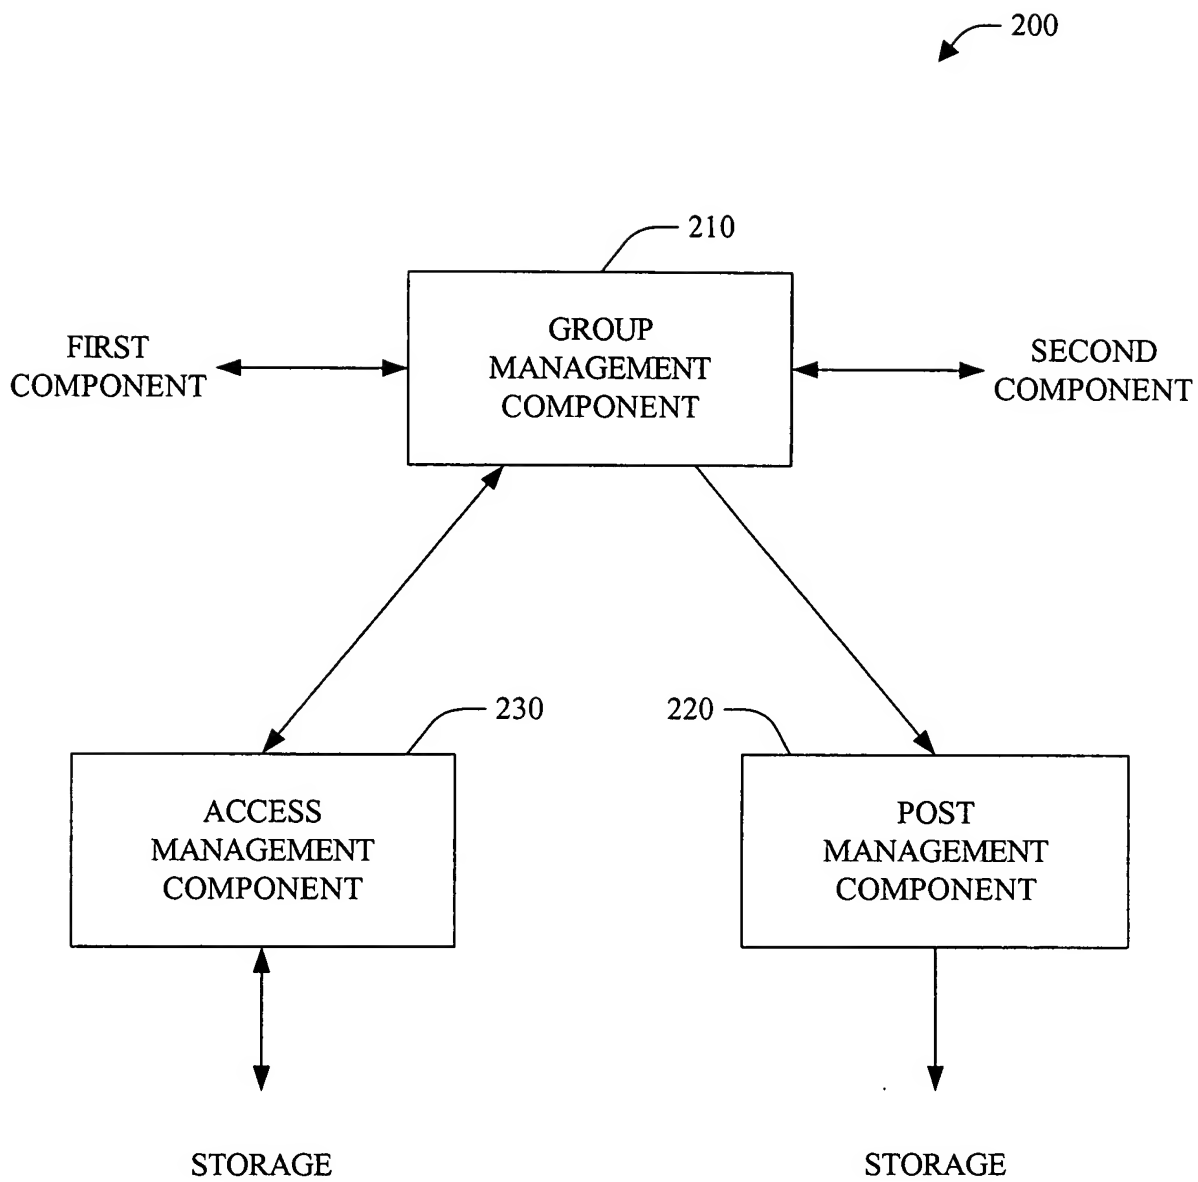 200
210
GROUP
MANAGEMENT
COMPONENT
FIRST
COMPONENT
SECOND
COMPONENT
230
220
ACCESS
MANAGEMENT
COMPONENT
POST
MANAGEMENT
COMPONENT
STORAGE
STORAGE